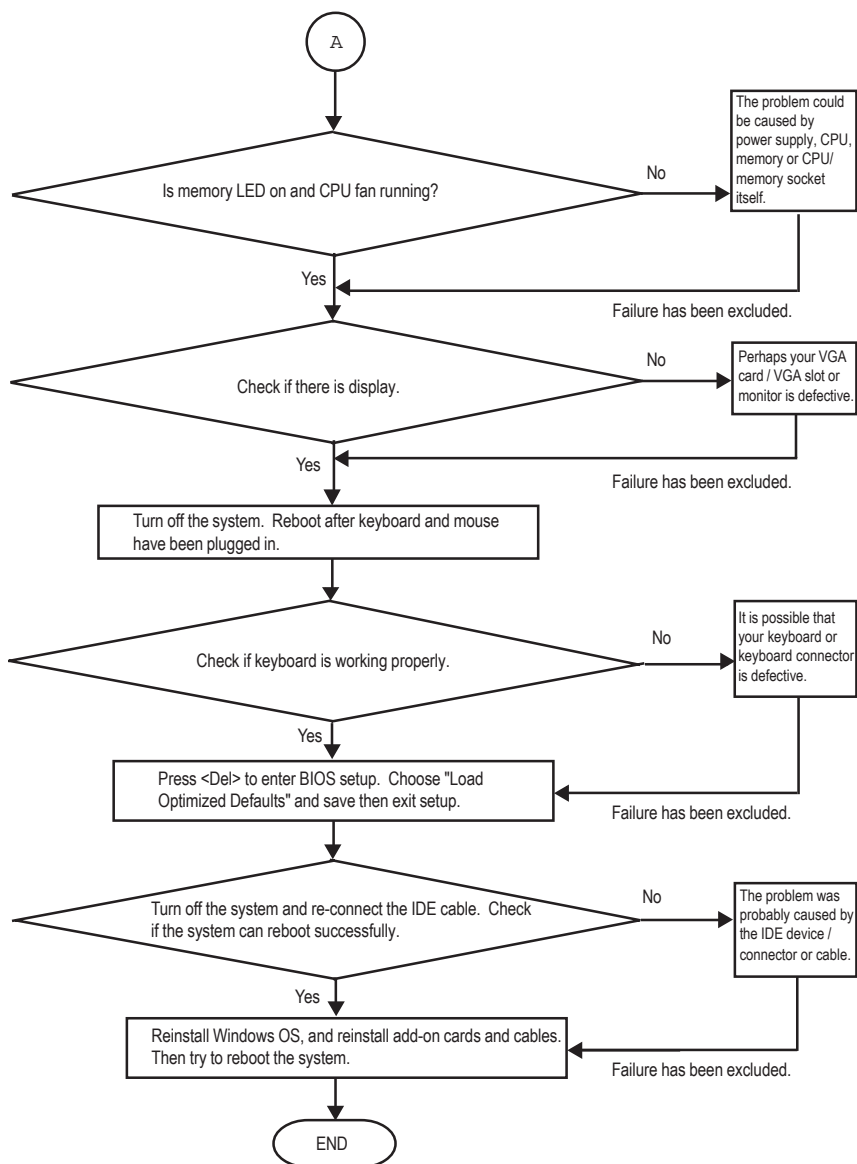 A
Is memory LED on and CPU fan running?
No
The problem could
be caused by
power supply, CPU,
memory or CPU/
memory socket
itself.
Yes
Failure has been excluded.
Check if there is display.
No
Perhaps your VGA
card / VGA slot or
monitor is defective.
Yes
Failure has been excluded.
Turn off the system. Reboot after keyboard and mouse
have been plugged in.
Check if keyboard is working properly.
No
It is possible that
your keyboard or
keyboard connector
is defective.
Yes
Press <Del> to enter BIOS setup. Choose "Load
Optimized Defaults" and save then exit setup.
Failure has been excluded.
Turn off the system and re-connect the IDE cable. Check
if the system can reboot successfully.
No
The problem was
probably caused by
the IDE device /
connector or cable.
Yes
Reinstall Windows OS, and reinstall add-on cards and cables.
Then try to reboot the system.
Failure has been excluded.
END